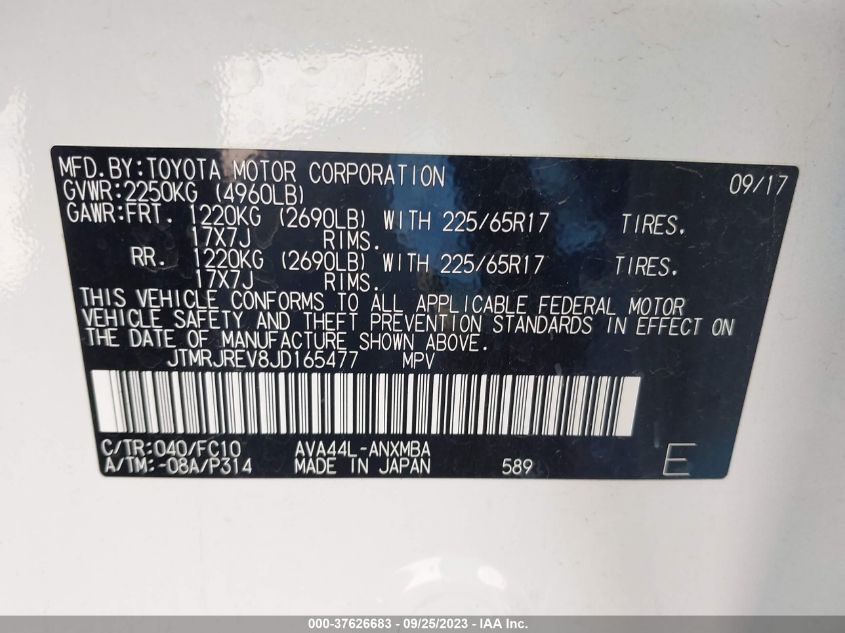 MFD.BY:TOYOTA MOTOR CORPORATION 09/17
GVWR:2250KG (4960LB)
GAWR:FRT. 1220KG (2690LB) WITH 225/65R17 TIRES.
17X7J RIMS.
RR. 1220KG (2690LB) WITH 225/65R17 TIRES.
17X7J RIMS.
THIS VEHICLE CONFORMS TO ALL APPLICABLE FEDERAL MOTOR
VEHICLE SAFETY AND THEFT PREVENTION STANDARDS IN EFFECT ON
THE DATE OF MANUFACTURE SHOWN ABOVE.
JTMRJREV8JD165477 MPV
C/TR:040/FC10 AVA44L-ANXMBA
A/TM:-08A/P314 MADE IN JAPAN 589 E
000-37626683 - 09/25/2023 - IAA Inc.